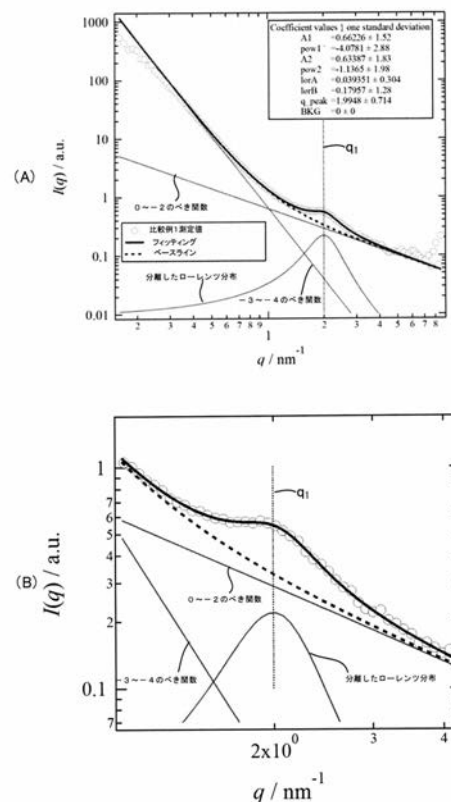 (A)
I(q) / a.u.
1000
100
10
1
0.1
0.01
Coefficient values ± one standard deviation
A1 =0.66226 ± 1.52
pow1 =-4.0781 ± 2.88
A2 =0.63387 ± 1.83
pow2 =-1.1365 ± 1.98
lorA =0.039351 ± 0.304
lorB =0.17957 ± 1.28
q_peak =1.9948 ± 0.714
BKG =0 ± 0
q1
0~-2のべき関数
比較例1測定値
フィッティング
ベースライン
分離したローレンツ分布
-3~-4のべき関数
2 3 4 5 6 7 8 9 1 2 3 4 5 6 7 8
q / nm-1
(B)
I(q) / a.u.
1
7
6
5
4
3
2
0.1
9
8
7
q1
0~-2のべき関数
-3~-4のべき関数
分離したローレンツ分布
2x10^0 3 4
q / nm-1